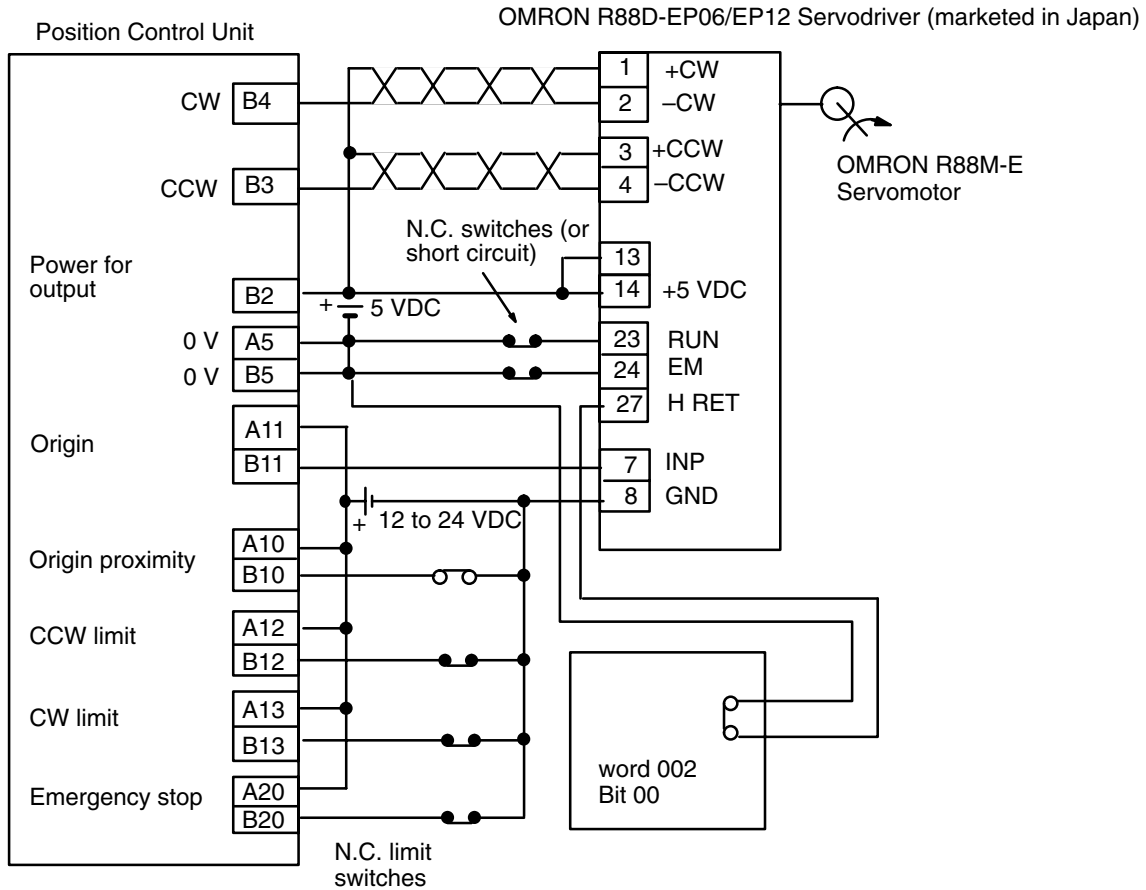 OMRON R88D-EP06/EP12 Servodriver (marketed in Japan)
Position Control Unit
CW B4
CCW B3
Power for
output
B2
0 V A5
0 V B5
Origin
A11
B11
Origin proximity
A10
B10
CCW limit
A12
B12
CW limit
A13
B13
Emergency stop
A20
B20
N.C. switches (or
short circuit)
+ 5 VDC
+ 12 to 24 VDC
N.C. limit
switches
1 +CW
2 –CW
3 +CCW
4 –CCW
13
14 +5 VDC
23 RUN
24 EM
27 H RET
7 INP
8 GND
OMRON R88M-E
Servomotor
word 002
Bit 00